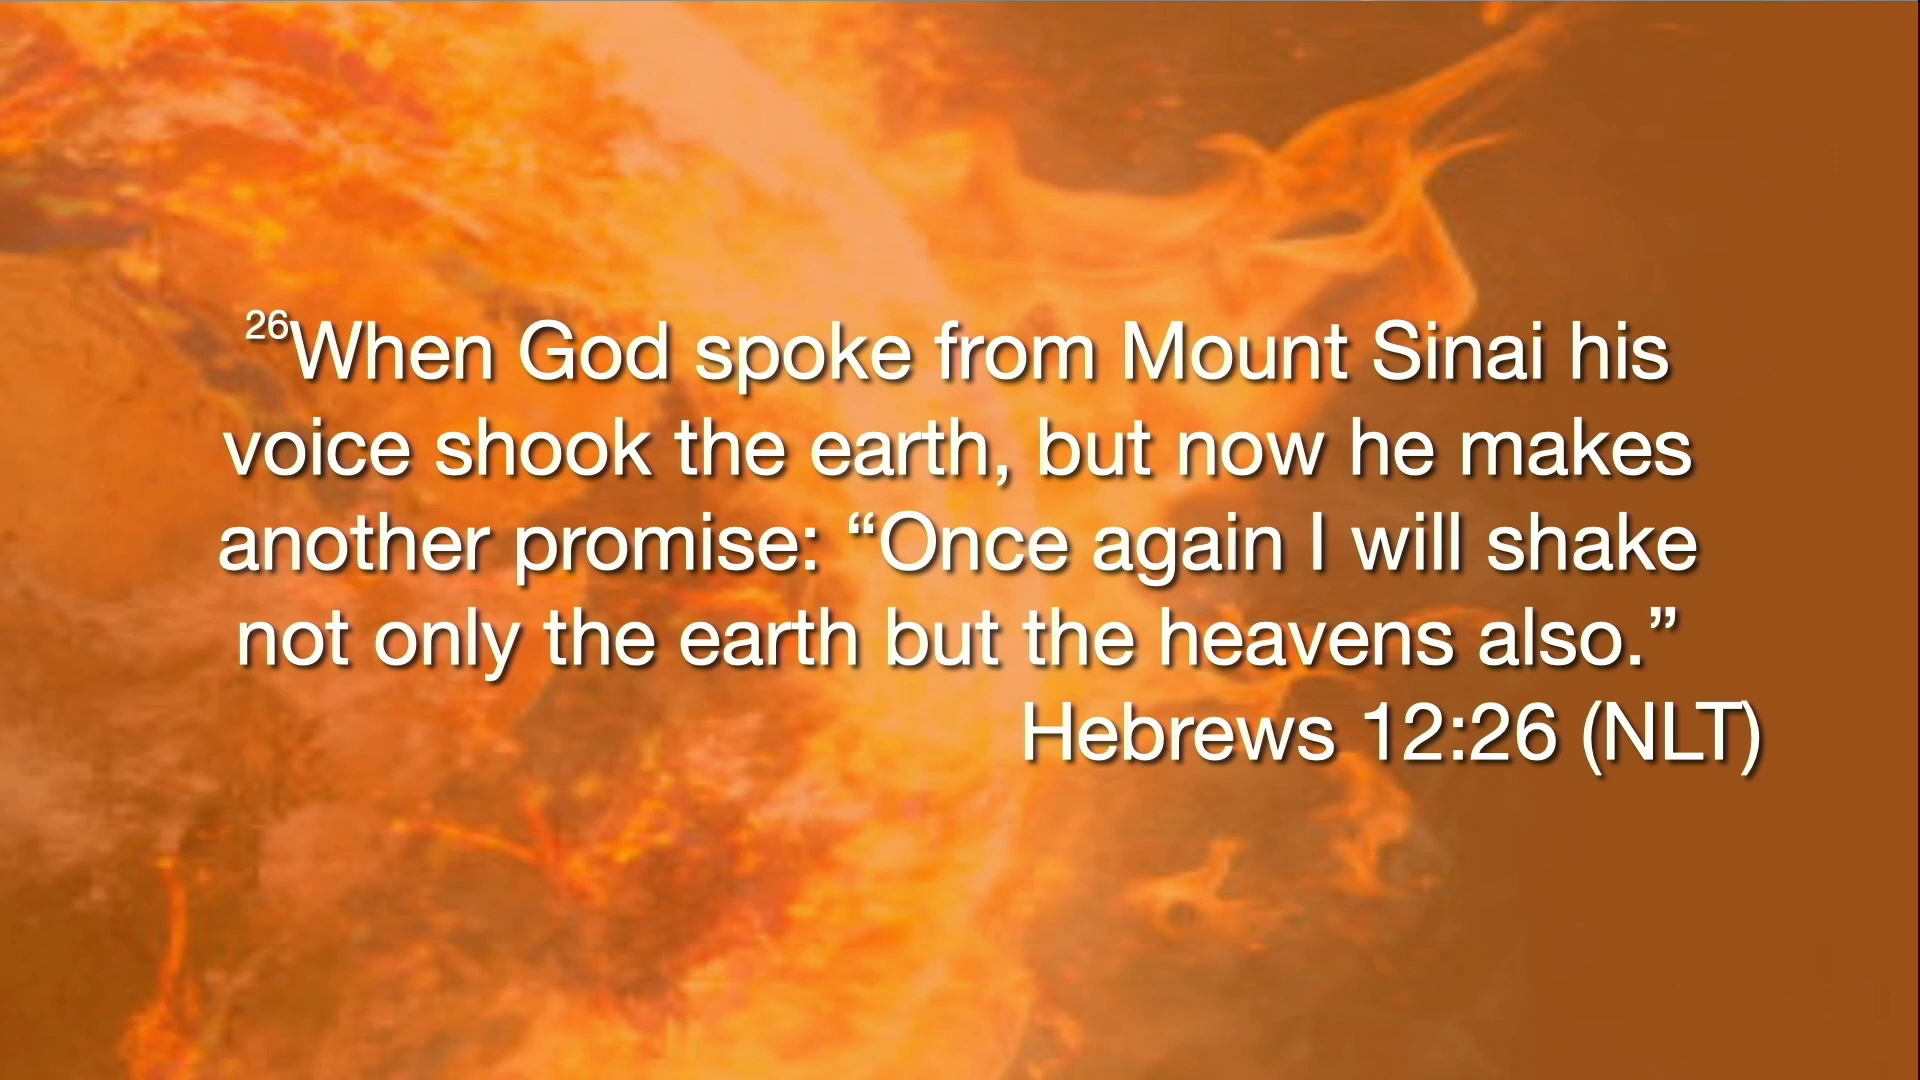 26When God spoke from Mount Sinai his
voice shook the earth, but now he makes
another promise: “Once again I will shake
not only the earth but the heavens also.”
Hebrews 12:26 (NLT)